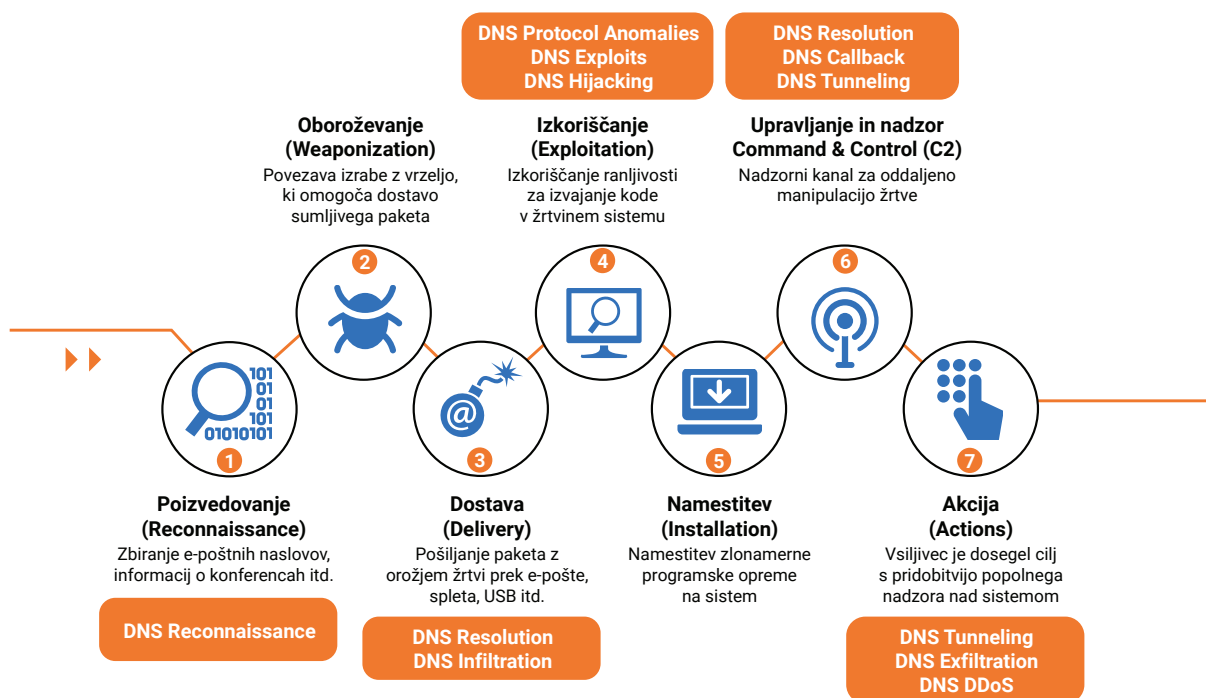 DNS Reconnaissance
Poizvedovanje
(Reconnaissance)
Zbiranje e-poštnih naslovov,
informacij o konferencah itd.
1
101
01
01
101
01010101
Oboroževanje
(Weaponization)
Povezava izrabe z vrzeljo,
ki omogoča dostavo
sumljivega paketa
2
@
3
Dostava
(Delivery)
Pošiljanje paketa z
orožjem žrtvi prek e-pošte,
spleta, USB itd.
DNS Resolution
DNS Infiltration
DNS Protocol Anomalies
DNS Exploits
DNS Hijacking
Izkoriščanje
(Exploitation)
Izkoriščanje ranljivosti
za izvajanje kode
v žrtvinem sistemu
4
5
Namestitev
(Installation)
Namestitev zlonamerne
programske opreme
na sistem
DNS Resolution
DNS Callback
DNS Tunneling
Upravljanje in nadzor
Command & Control (C2)
Nadzorni kanal za oddaljeno
manipulacijo žrtve
6
7
Akcija
(Actions)
Vsiljivec je dosegel cilj
s pridobitvijo popolnega
nadzora nad sistemom
DNS Tunneling
DNS Exfiltration
DNS DDoS